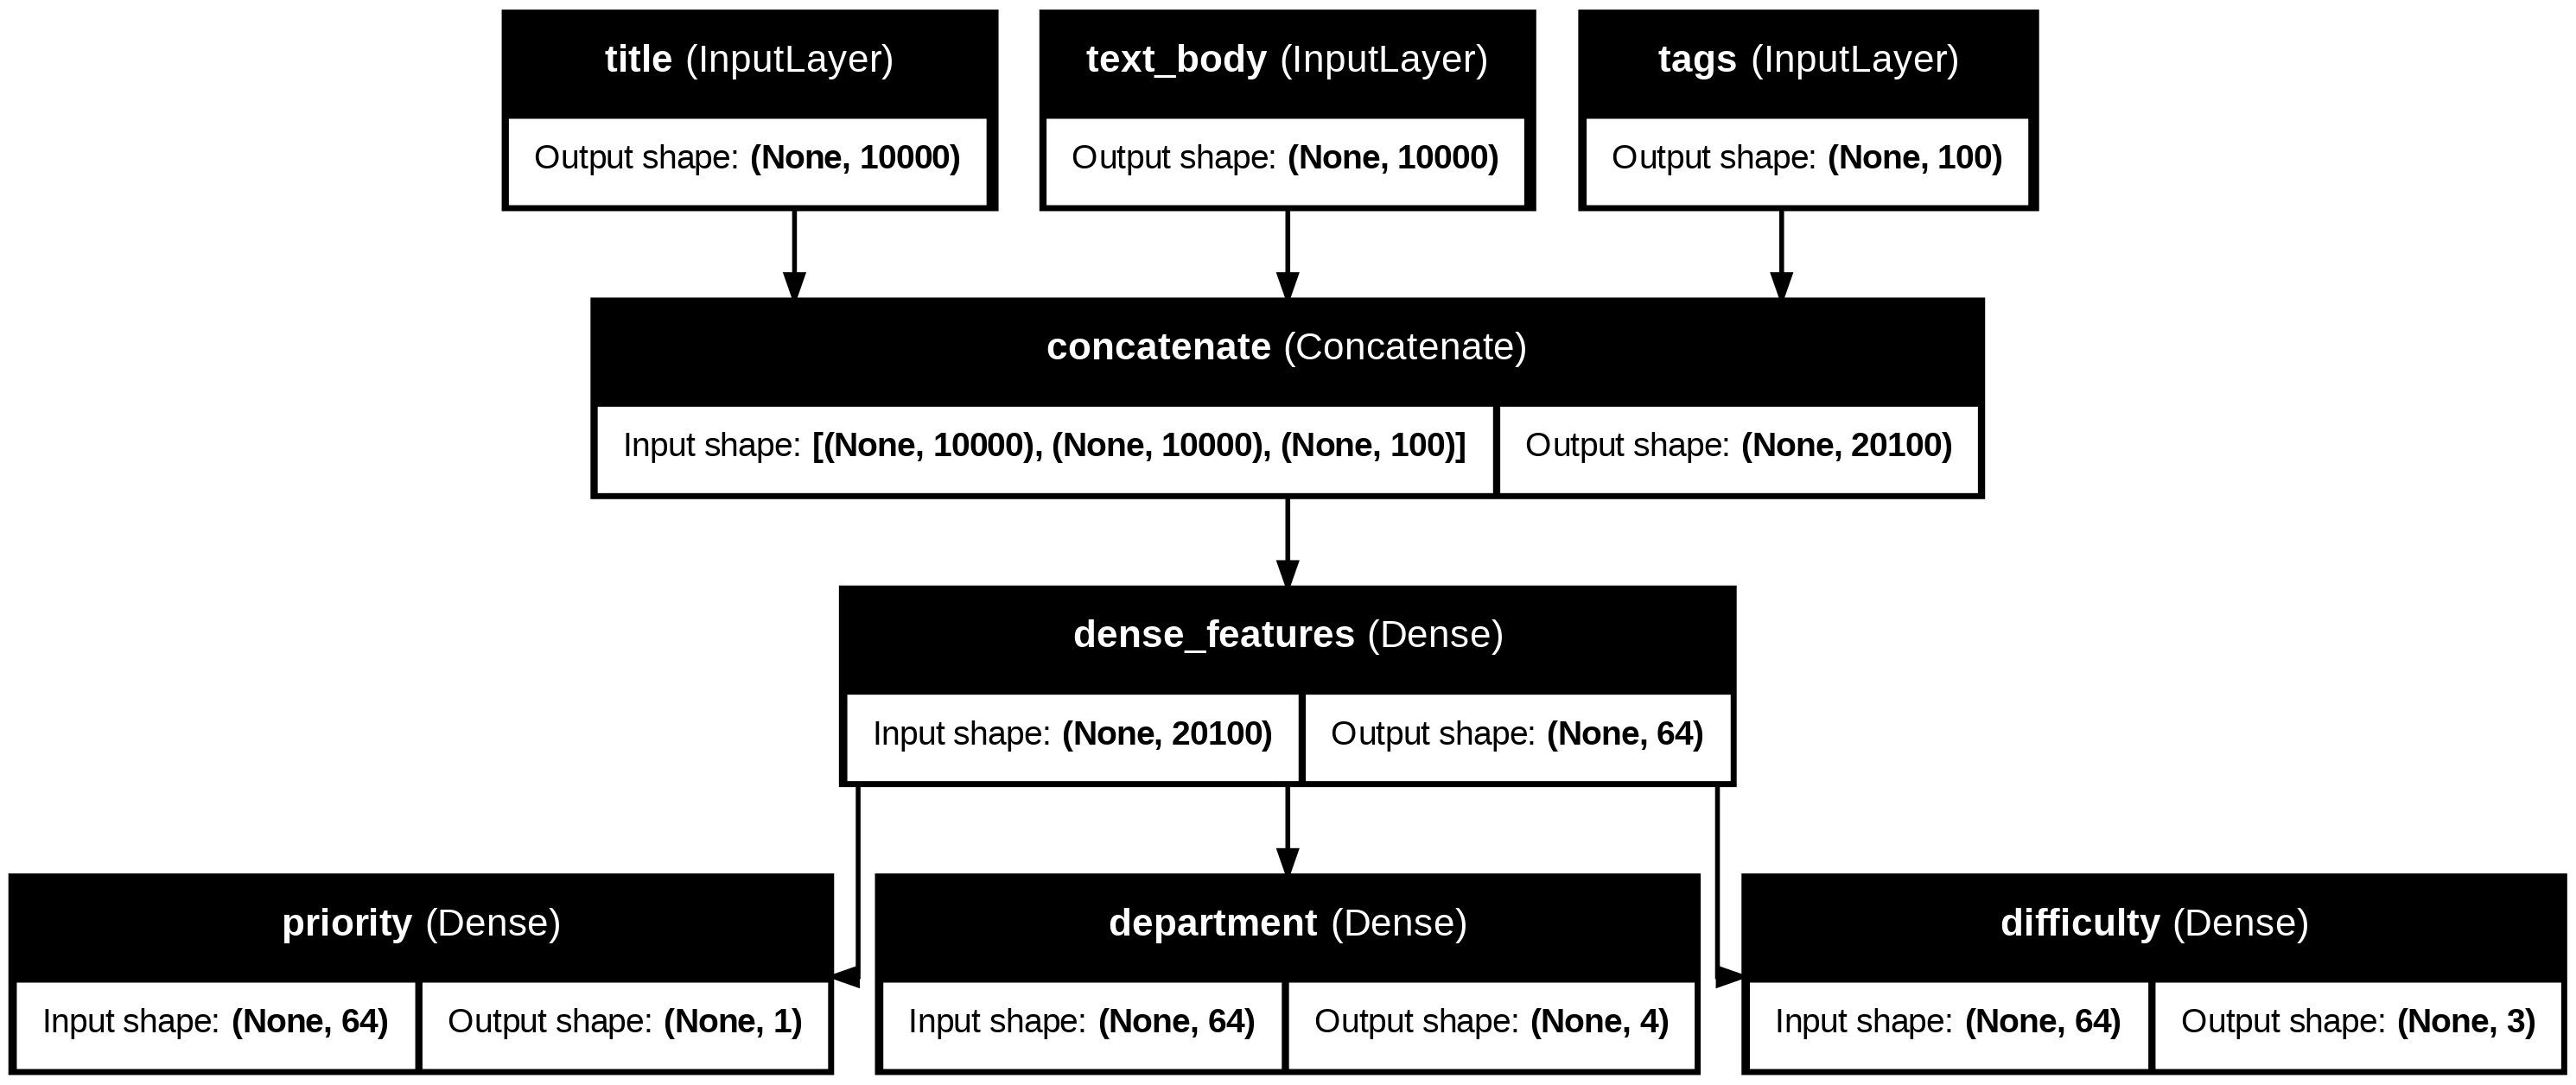 title (InputLayer)
Output shape: (None, 10000)
text_body (InputLayer)
Output shape: (None, 10000)
tags (InputLayer)
Output shape: (None, 100)
concatenate (Concatenate)
Input shape: [(None, 10000), (None, 10000), (None, 100)]
Output shape: (None, 20100)
dense_features (Dense)
Input shape: (None, 20100)
Output shape: (None, 64)
priority (Dense)
Input shape: (None, 64)
Output shape: (None, 1)
department (Dense)
Input shape: (None, 64)
Output shape: (None, 4)
difficulty (Dense)
Input shape: (None, 64)
Output shape: (None, 3)